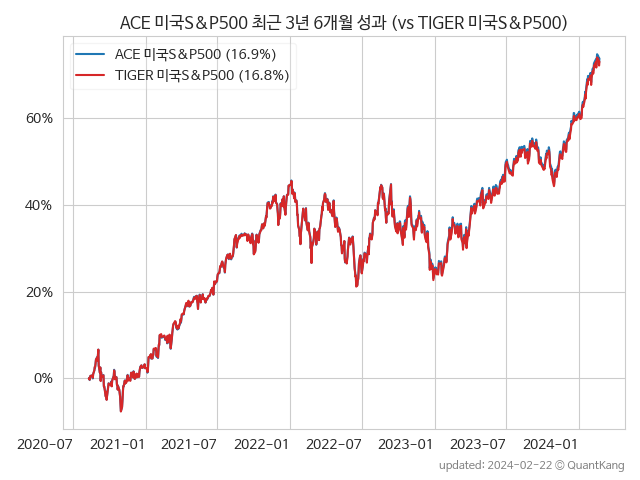 ACE 미국S&P500 최근 3년 6개월 성과 (vs TIGER 미국S&P500)
ACE 미국S&P500 (16.9%)
TIGER 미국S&P500 (16.8%)
60%
40%
20%
0%
2020-07 2021-01 2021-07 2022-01 2022-07 2023-01 2023-07 2024-01
updated: 2024-02-22 © QuantKang